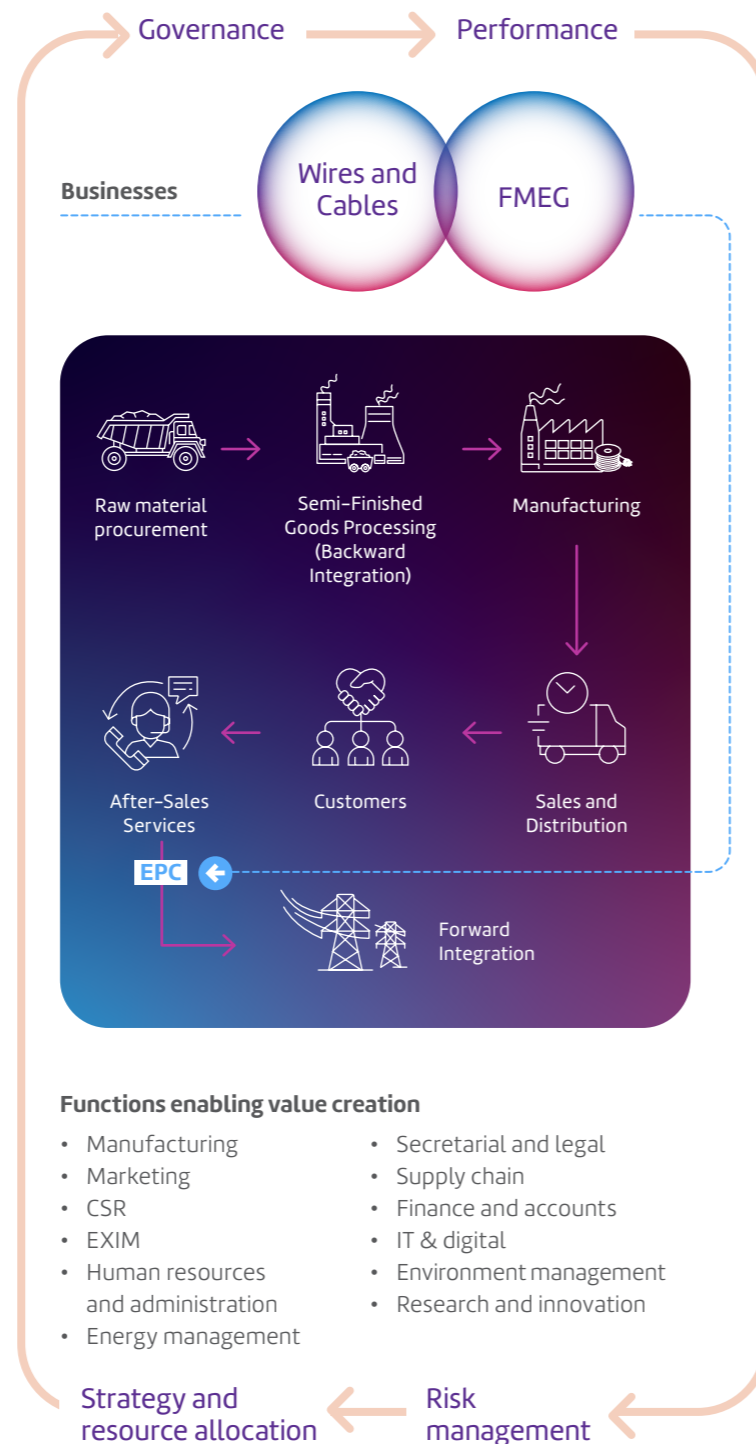 Governance
Performance
Businesses
Wires and
Cables
FMEG
Raw material
procurement
Semi-Finished
Goods Processing
(Backward
Integration)
Manufacturing
After-Sales
Services
Customers
Sales and
Distribution
EPC
Forward
Integration
Functions enabling value creation
• Manufacturing
• Marketing
• CSR
• EXIM
• Human resources
and administration
• Energy management
• Secretarial and legal
• Supply chain
• Finance and accounts
• IT & digital
• Environment management
• Research and innovation
Strategy and
resource allocation
Risk
management